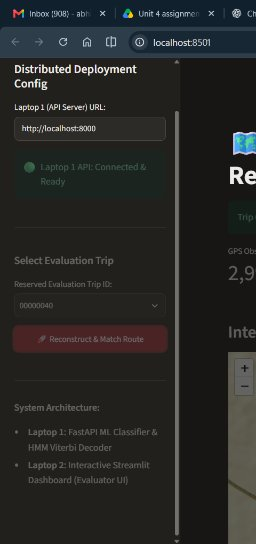 Inbox (908) - abh
Unit 4 assignmen
localhost:8501
Distributed Deployment
Config
Laptop 1 (API Server) URL:
http://localhost:8000
Laptop 1 API: Connected &
Ready
Select Evaluation Trip
Reserved Evaluation Trip ID:
00000040
🚀 Reconstruct & Match Route
System Architecture:
• Laptop 1: FastAPI ML Classifier &
HMM Viterbi Decoder
• Laptop 2: Interactive Streamlit
Dashboard (Evaluator UI)
Re
Trip
GPS Obs
2,9
Inte
+
−